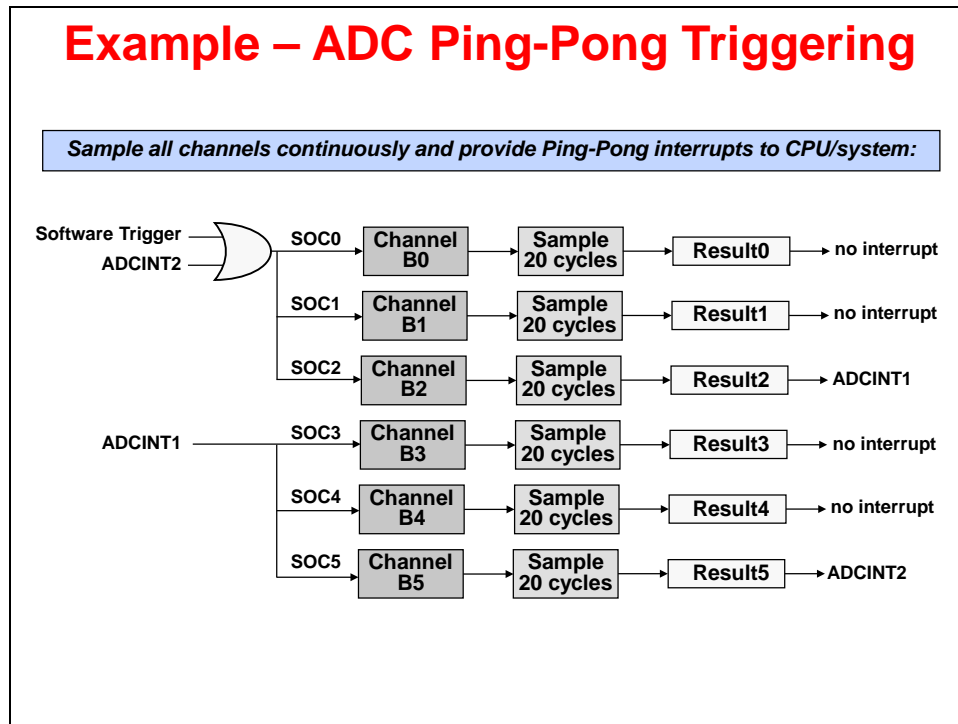 Example – ADC Ping-Pong Triggering
Sample all channels continuously and provide Ping-Pong interrupts to CPU/system:
Software Trigger
ADCINT2
SOC0
Channel
B0
Sample
20 cycles
Result0
no interrupt
SOC1
Channel
B1
Sample
20 cycles
Result1
no interrupt
SOC2
Channel
B2
Sample
20 cycles
Result2
ADCINT1
ADCINT1
SOC3
Channel
B3
Sample
20 cycles
Result3
no interrupt
SOC4
Channel
B4
Sample
20 cycles
Result4
no interrupt
SOC5
Channel
B5
Sample
20 cycles
Result5
ADCINT2